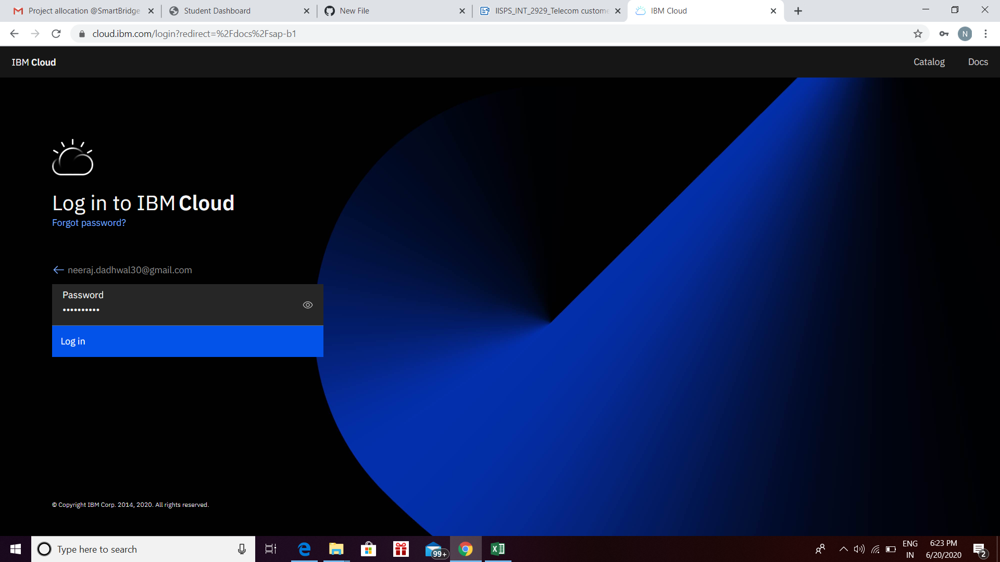 Project allocation @SmartBridge
Student Dashboard
New File
IISPS_INT_2929_Telecom custome
IBM Cloud
cloud.ibm.com/login?redirect=%2Fdocs%2Fsap-b1
N
IBM Cloud
Catalog
Docs
Log in to IBM Cloud
Forgot password?
neeraj.dadhwal30@gmail.com
Password
••••••••••
Log in
© Copyright IBM Corp. 2014, 2020. All rights reserved.
Type here to search
99+
ENG
IN
6:23 PM
6/20/2020
2